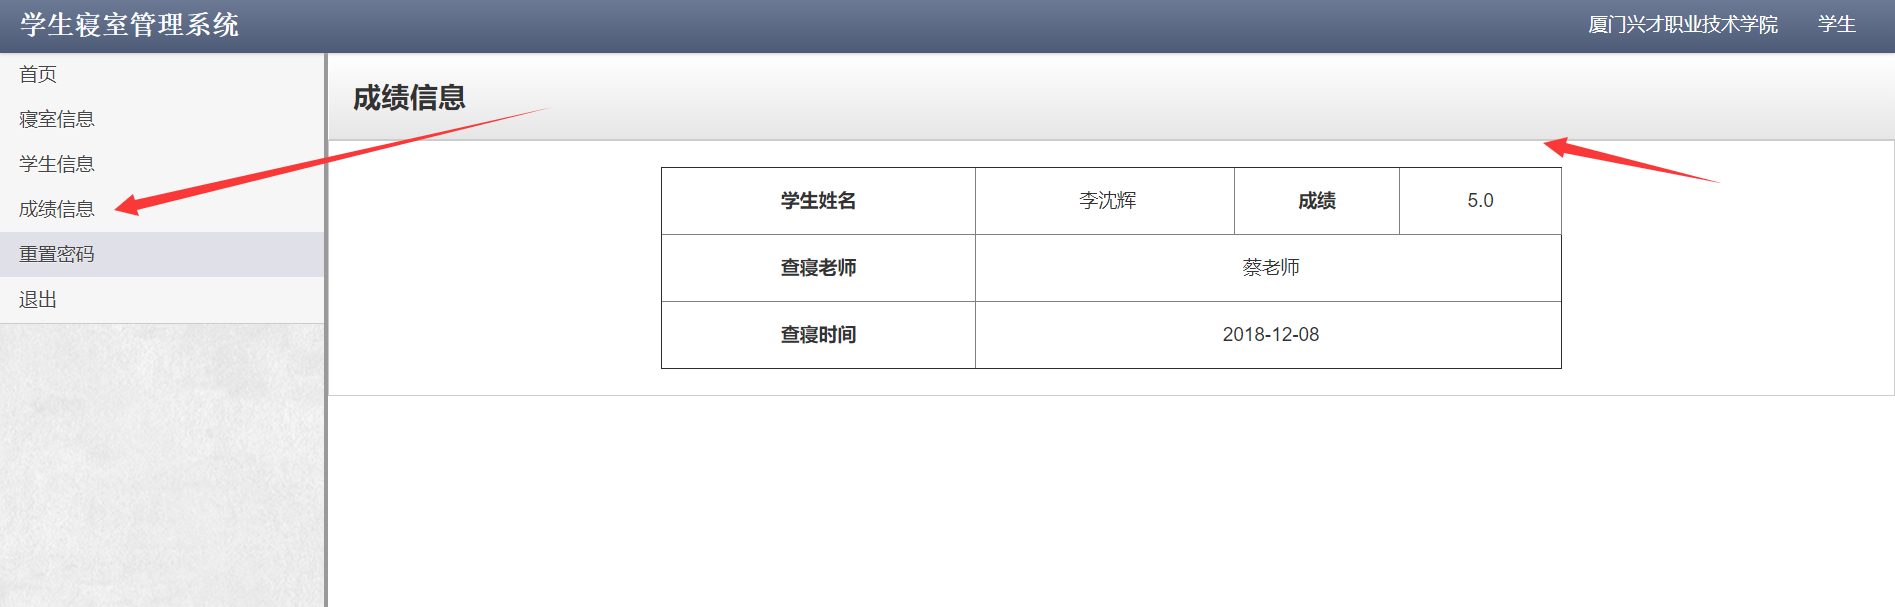 学生寝室管理系统
厦门兴才职业技术学院 学生
首页
寝室信息
学生信息
成绩信息
重置密码
退出
成绩信息
学生姓名 李沈辉 成绩 5.0
查寝老师 蔡老师
查寝时间 2018-12-08